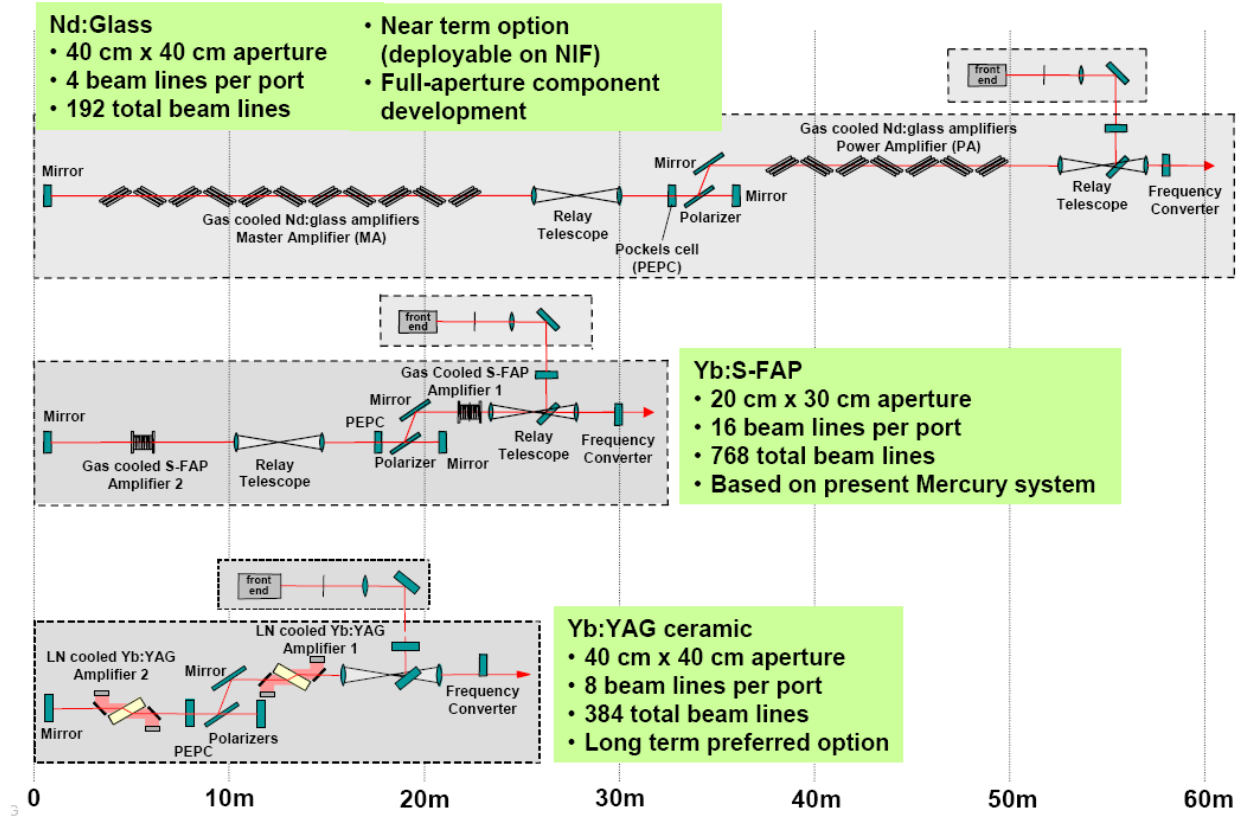 Nd:Glass
• 40 cm x 40 cm aperture
• 4 beam lines per port
• 192 total beam lines
• Near term option
(deployable on NIF)
• Full-aperture component
development
front
end
Gas cooled Nd:glass amplifiers
Power Amplifier (PA)
Mirror
Mirror
Gas cooled Nd:glass amplifiers
Master Amplifier (MA)
Relay
Telescope
Pockels cell
(PEPC)
Polarizer
Mirror
Relay
Telescope
Frequency
Converter
front
end
Gas Cooled S-FAP
Amplifier 1
Mirror
Mirror
PEPC
Gas cooled S-FAP
Amplifier 2
Relay
Telescope
Polarizer
Mirror
Relay
Telescope
Frequency
Converter
Yb:S-FAP
• 20 cm x 30 cm aperture
• 16 beam lines per port
• 768 total beam lines
• Based on present Mercury system
front
end
LN cooled Yb:YAG
Amplifier 1
LN cooled Yb:YAG
Amplifier 2
Mirror
Mirror
PEPC
Polarizers
Frequency
Converter
Yb:YAG ceramic
• 40 cm x 40 cm aperture
• 8 beam lines per port
• 384 total beam lines
• Long term preferred option
0 10m 20m 30m 40m 50m 60m
G